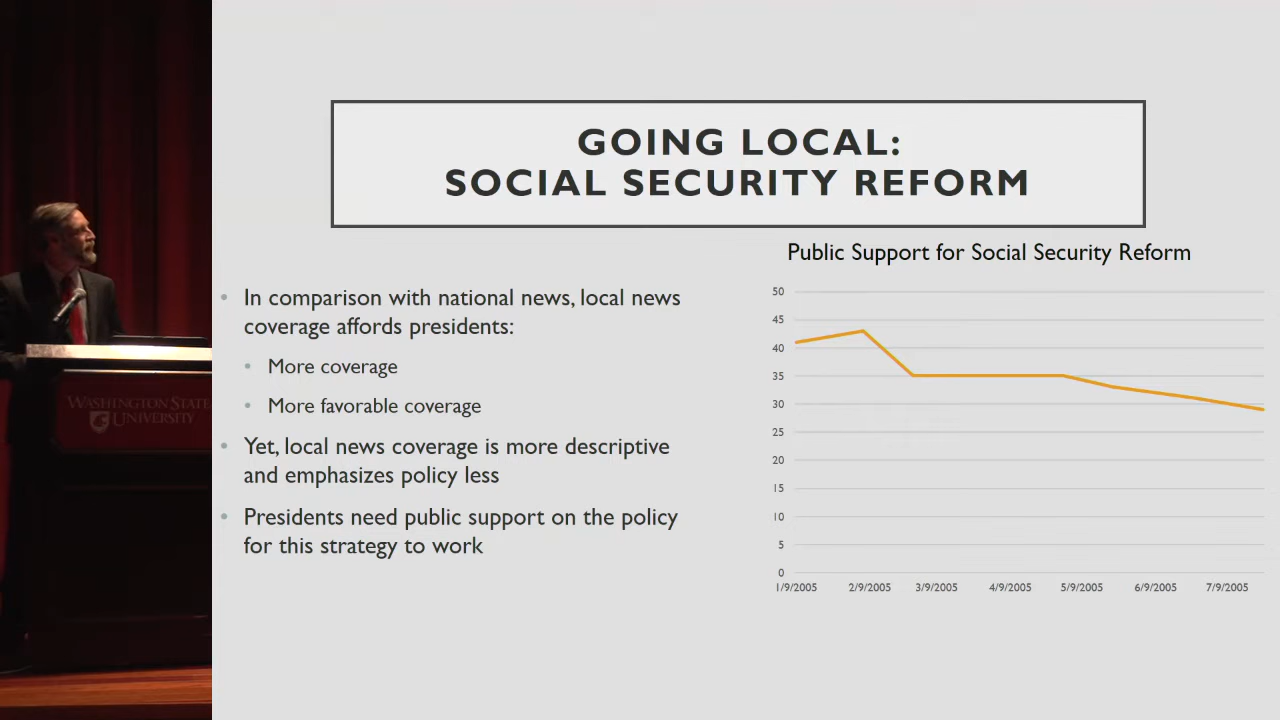 GOING LOCAL:
SOCIAL SECURITY REFORM
• In comparison with national news, local news
coverage affords presidents:
• More coverage
• More favorable coverage
• Yet, local news coverage is more descriptive
and emphasizes policy less
• Presidents need public support on the policy
for this strategy to work
Public Support for Social Security Reform
50
45
40
35
30
25
20
15
10
5
0
1/9/2005 2/9/2005 3/9/2005 4/9/2005 5/9/2005 6/9/2005 7/9/2005
WASHINGTON STATE
UNIVERSITY